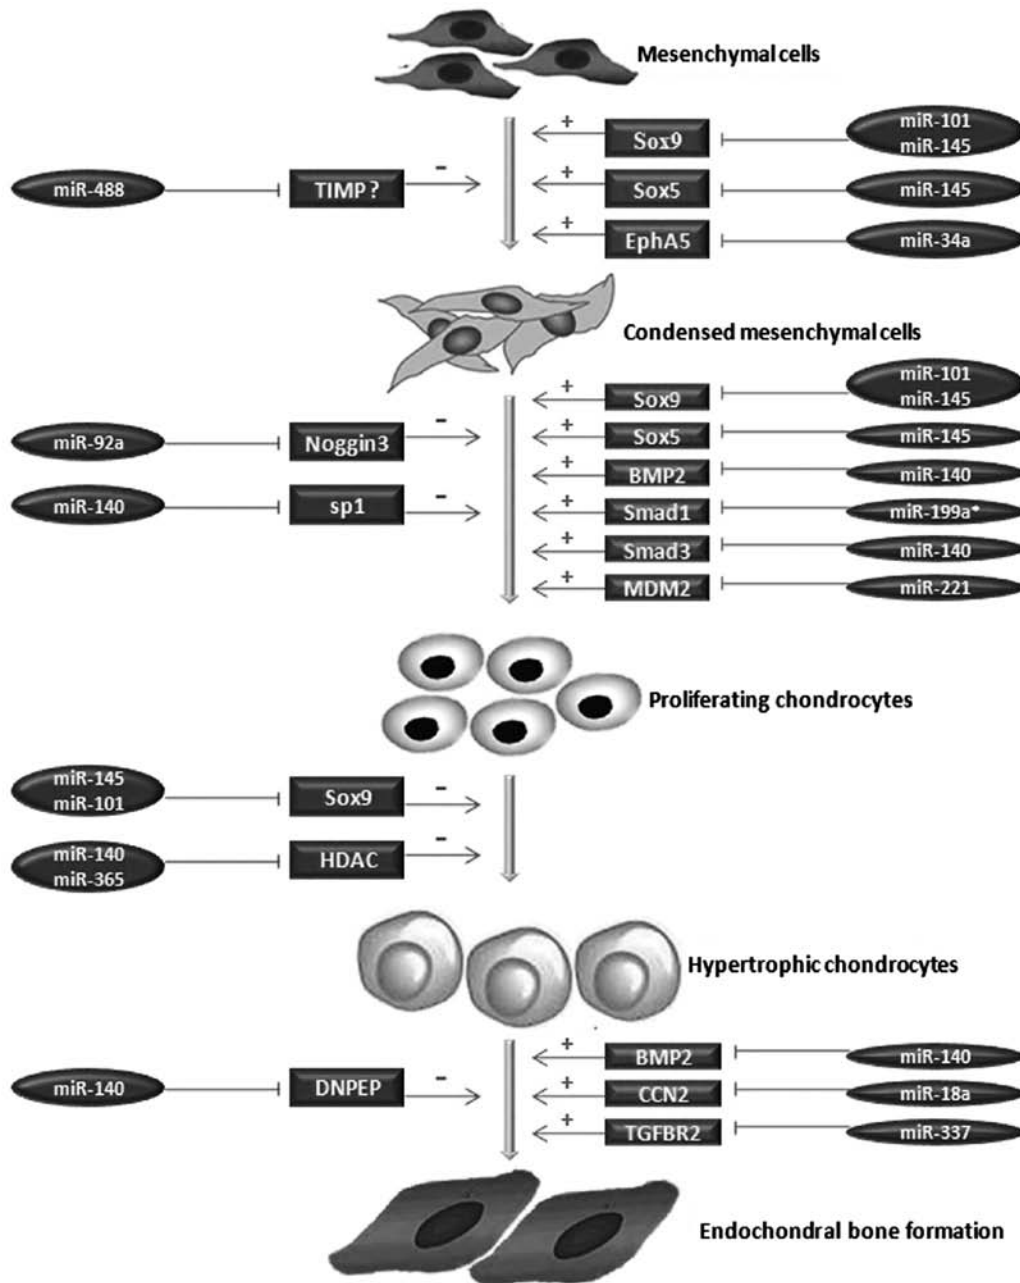 Mesenchymal cells
+
Sox9
miR-101
miR-145
miR-488
TIMP ?
-
+
Sox5
miR-145
+
EphA5
miR-34a
Condensed mesenchymal cells
+
Sox9
miR-101
miR-145
miR-92a
Noggin3
-
+
Sox5
miR-145
+
BMP2
miR-140
miR-140
sp1
-
+
Smad1
miR-199a*
+
Smad3
miR-140
+
MDM2
miR-221
Proliferating chondrocytes
miR-145
miR-101
Sox9
-
miR-140
miR-365
HDAC
-
Hypertrophic chondrocytes
+
BMP2
miR-140
miR-140
DNPEP
-
+
CCN2
miR-18a
+
TGFBR2
miR-337
Endochondral bone formation